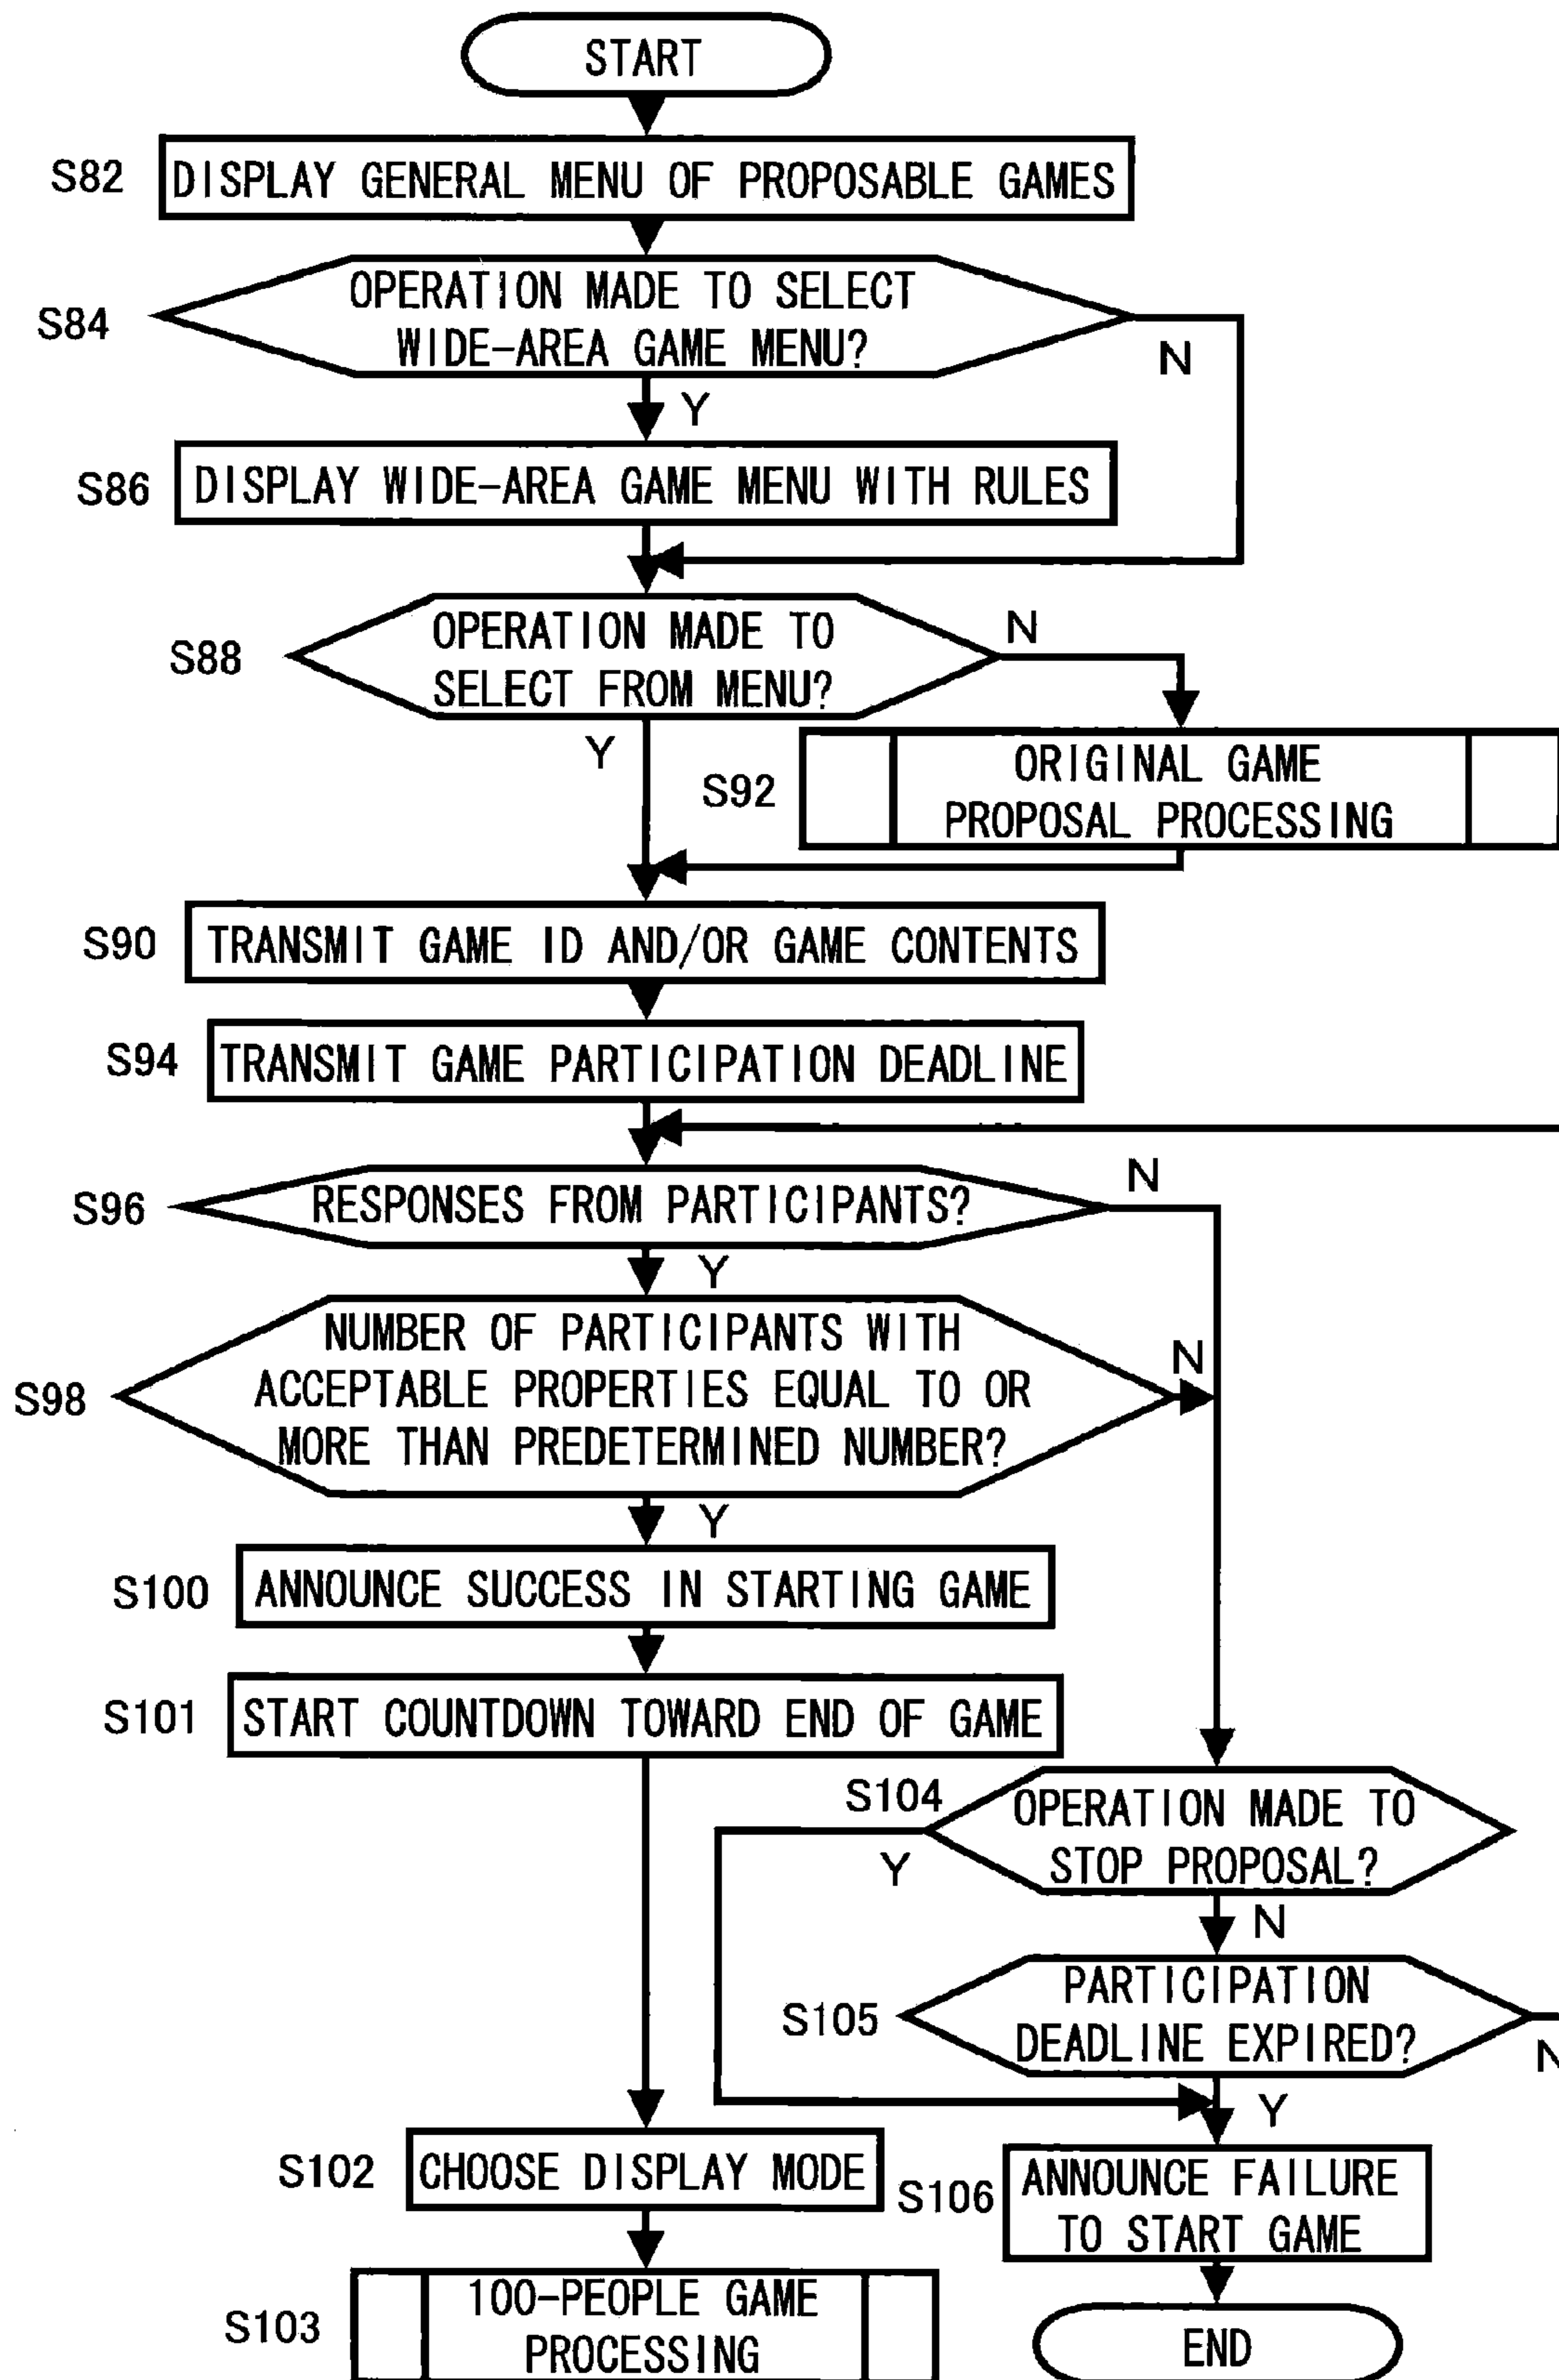 START
S82
DISPLAY GENERAL MENU OF PROPOSABLE GAMES
S84
OPERATION MADE TO SELECT
WIDE-AREA GAME MENU?
N
Y
S86
DISPLAY WIDE-AREA GAME MENU WITH RULES
S88
OPERATION MADE TO
SELECT FROM MENU?
N
Y
S92
ORIGINAL GAME
PROPOSAL PROCESSING
S90
TRANSMIT GAME ID AND/OR GAME CONTENTS
S94
TRANSMIT GAME PARTICIPATION DEADLINE
S96
RESPONSES FROM PARTICIPANTS?
N
Y
S98
NUMBER OF PARTICIPANTS WITH
ACCEPTABLE PROPERTIES EQUAL TO OR
MORE THAN PREDETERMINED NUMBER?
N
Y
S100
ANNOUNCE SUCCESS IN STARTING GAME
S101
START COUNTDOWN TOWARD END OF GAME
S104
OPERATION MADE TO
STOP PROPOSAL?
Y
N
S105
PARTICIPATION
DEADLINE EXPIRED?
N
Y
S102
CHOOSE DISPLAY MODE
S106
ANNOUNCE FAILURE
TO START GAME
S103
100-PEOPLE GAME
PROCESSING
END